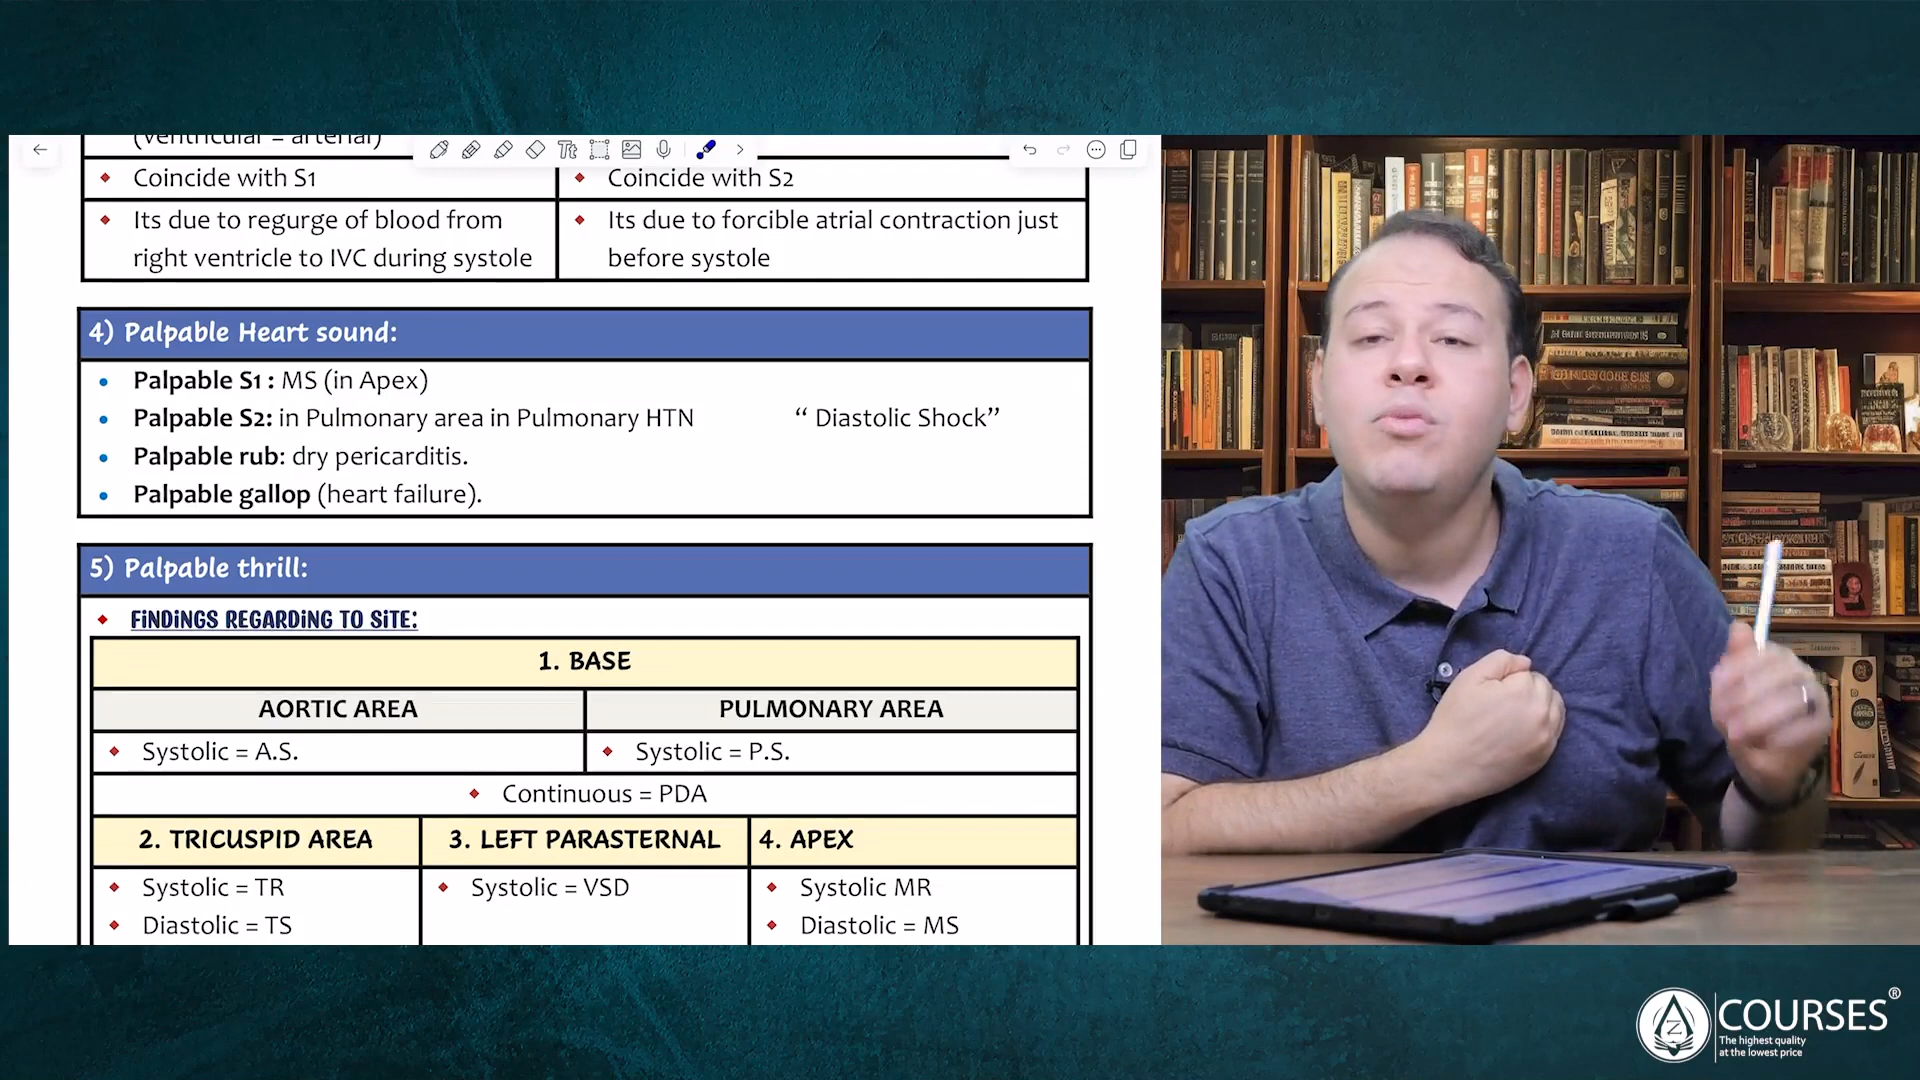 (ventricular = arterial)
Coincide with S1
Coincide with S2
Its due to regurge of blood from
right ventricle to IVC during systole
Its due to forcible atrial contraction just
before systole
4) Palpable Heart sound:
Palpable S1 : MS (in Apex)
Palpable S2: in Pulmonary area in Pulmonary HTN “ Diastolic Shock”
Palpable rub: dry pericarditis.
Palpable gallop (heart failure).
5) Palpable thrill:
FiNDiNGS REGARDiNG TO SiTE:
1. BASE
AORTIC AREA
PULMONARY AREA
Systolic = A.S.
Systolic = P.S.
Continuous = PDA
2. TRICUSPID AREA
3. LEFT PARASTERNAL
4. APEX
Systolic = TR
Diastolic = TS
Systolic = VSD
Systolic MR
Diastolic = MS
Tt
AZ COURSES®
The highest quality
at the lowest price